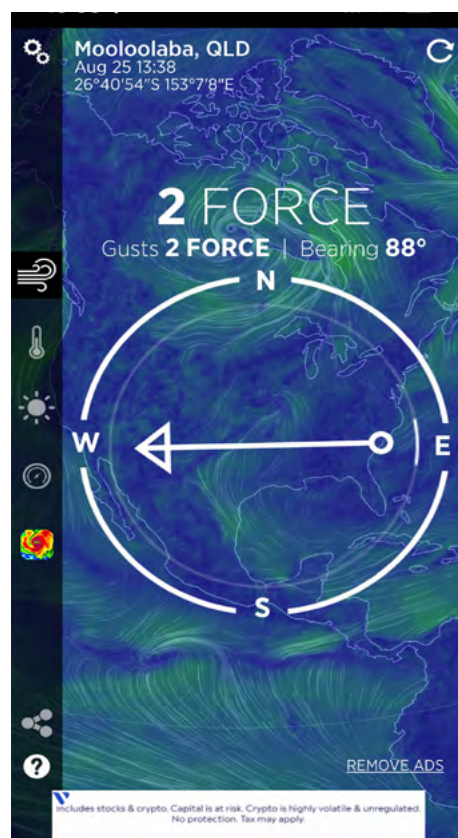 Mooloolaba, QLD
Aug 25 13:38
26°40'54"S 153°7'8"E
2 FORCE
Gusts 2 FORCE | Bearing 88°
N
W
E
S
?
REMOVE ADS
includes stocks & crypto. Capital is at risk. Crypto is highly volatile & unregulated.
No protection. Tax may apply.